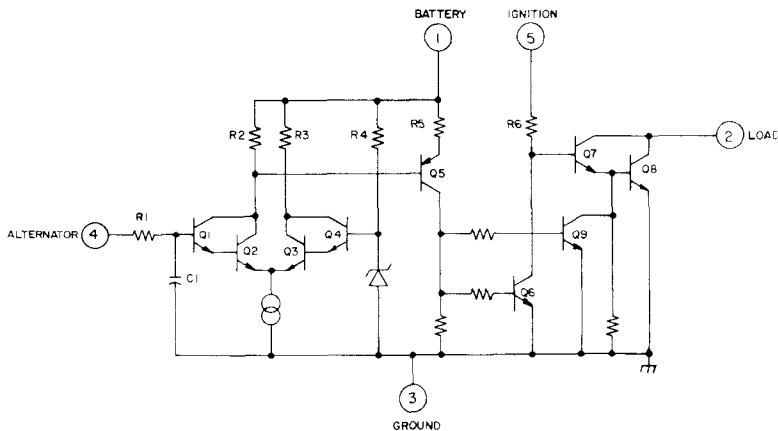 BATTERY
1
IGNITION
5
R2
R3
R4
R5
R6
2
LOAD
Q7
Q8
Q5
R1
ALTERNATOR
4
Q1
Q2
Q3
Q4
Q9
C1
Q6
3
GROUND